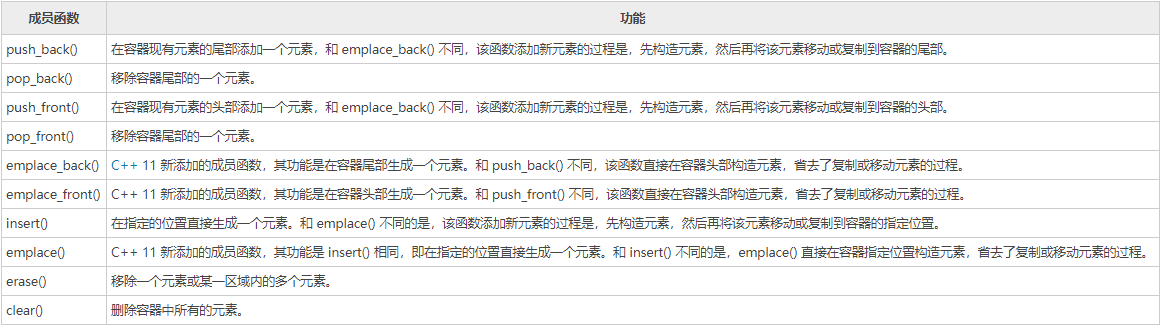 成员函数 功能
push_back() 在容器现有元素的尾部添加一个元素，和 emplace_back() 不同，该函数添加新元素的过程是，先构造元素，然后再将该元素移动或复制到容器的尾部。
pop_back() 移除容器尾部的一个元素。
push_front() 在容器现有元素的头部添加一个元素，和 emplace_back() 不同，该函数添加新元素的过程是，先构造元素，然后再将该元素移动或复制到容器的头部。
pop_front() 移除容器尾部的一个元素。
emplace_back() C++ 11 新添加的成员函数，其功能是在容器尾部生成一个元素。和 push_back() 不同，该函数直接在容器头部构造元素，省去了复制或移动元素的过程。
emplace_front() C++ 11 新添加的成员函数，其功能是在容器头部生成一个元素。和 push_front() 不同，该函数直接在容器头部构造元素，省去了复制或移动元素的过程。
insert() 在指定的位置直接生成一个元素。和 emplace() 不同的是，该函数添加新元素的过程是，先构造元素，然后再将该元素移动或复制到容器的指定位置。
emplace() C++ 11 新添加的成员函数，其功能是 insert() 相同，即在指定的位置直接生成一个元素。和 insert() 不同的是，emplace() 直接在容器指定位置构造元素，省去了复制或移动元素的过程。
erase() 移除一个元素或某一区域内的多个元素。
clear() 删除容器中所有的元素。